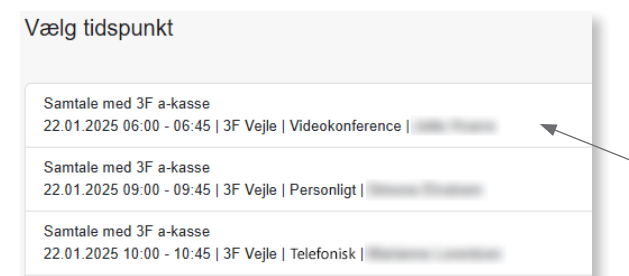 Vælg tidspunkt
Samtale med 3F a-kasse
22.01.2025 06:00 - 06:45 | 3F Vejle | Videokonference |
Samtale med 3F a-kasse
22.01.2025 09:00 - 09:45 | 3F Vejle | Personligt |
Samtale med 3F a-kasse
22.01.2025 10:00 - 10:45 | 3F Vejle | Telefonisk |